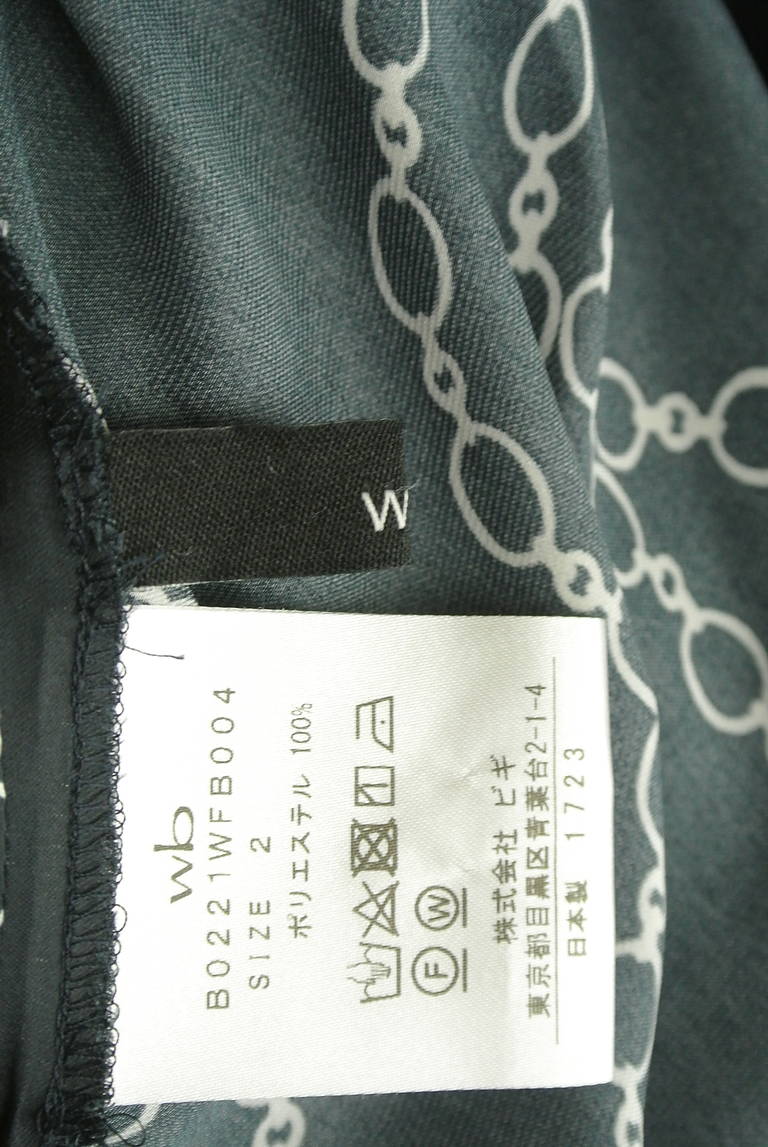 W
wb
B0221WFB004
SIZE 2
ポリエステル 100%
F W
株式会社 ビギ
東京都目黒区青葉台2-1-4
日本製 1723